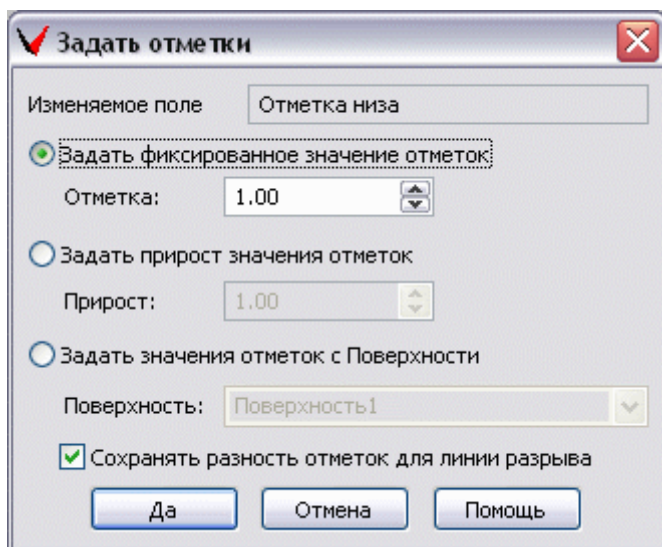 Задать отметки
Изменяемое поле Отметка низа
Задать фиксированное значение отметок
Отметка: 1.00
Задать прирост значения отметок
Прирост: 1.00
Задать значения отметок с Поверхности
Поверхность: Поверхность1
Сохранять разность отметок для линии разрыва
Да Отмена Помощь